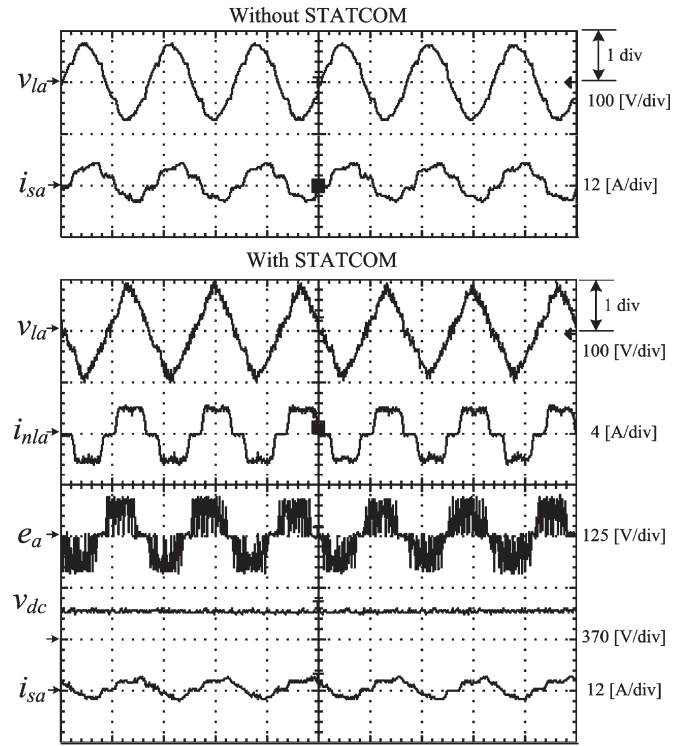 Without STATCOM
1 div
v_la
100 [V/div]
i_sa
12 [A/div]
With STATCOM
1 div
v_la
100 [V/div]
i_nla
4 [A/div]
e_a
125 [V/div]
v_dc
370 [V/div]
i_sa
12 [A/div]